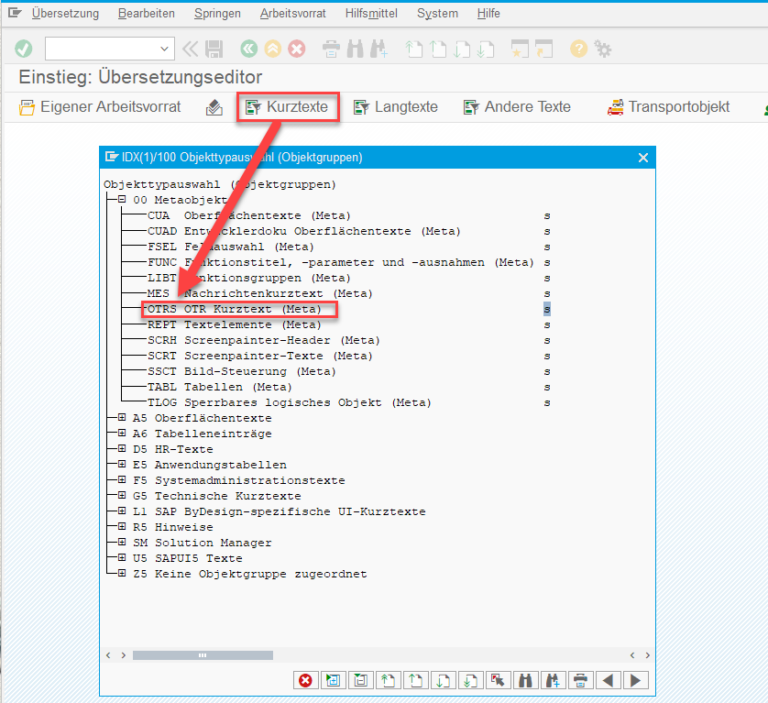 Übersetzung Bearbeiten Springen Arbeitsvorrat Hilfsmittel System Hilfe
Einstieg: Übersetzungseditor
Eigener Arbeitsvorrat Kurztexte Langtexte Andere Texte Transportobjekt
IDX(1)/100 Objekttypauswahl (Objektgruppen)
Objekttypauswahl (Objektgruppen)
00 Metaobjekte
CUA Oberflächentexte (Meta) s
CUAD Entwicklerdoku Oberflächentexte (Meta) s
FSEL Feldauswahl (Meta) s
FUNC Funktionstitel, -parameter und -ausnahmen (Meta) s
LIBT Funktionsgruppen (Meta) s
MES Nachrichtenkurztext (Meta) s
OTRS OTR Kurztext (Meta) s
REPT Textelemente (Meta) s
SCRH Screenpainter-Header (Meta) s
SCRT Screenpainter-Texte (Meta) s
SSCT Bild-Steuerung (Meta) s
TABL Tabellen (Meta) s
TLOG Sperrbares logisches Objekt (Meta) s
A5 Oberflächentexte
A6 Tabelleneinträge
D5 HR-Texte
E5 Anwendungstabellen
F5 Systemadministrationstexte
G5 Technische Kurztexte
L1 SAP ByDesign-spezifische UI-Kurztexte
R5 Hinweise
SM Solution Manager
U5 SAPUI5 Texte
Z5 Keine Objektgruppe zugeordnet